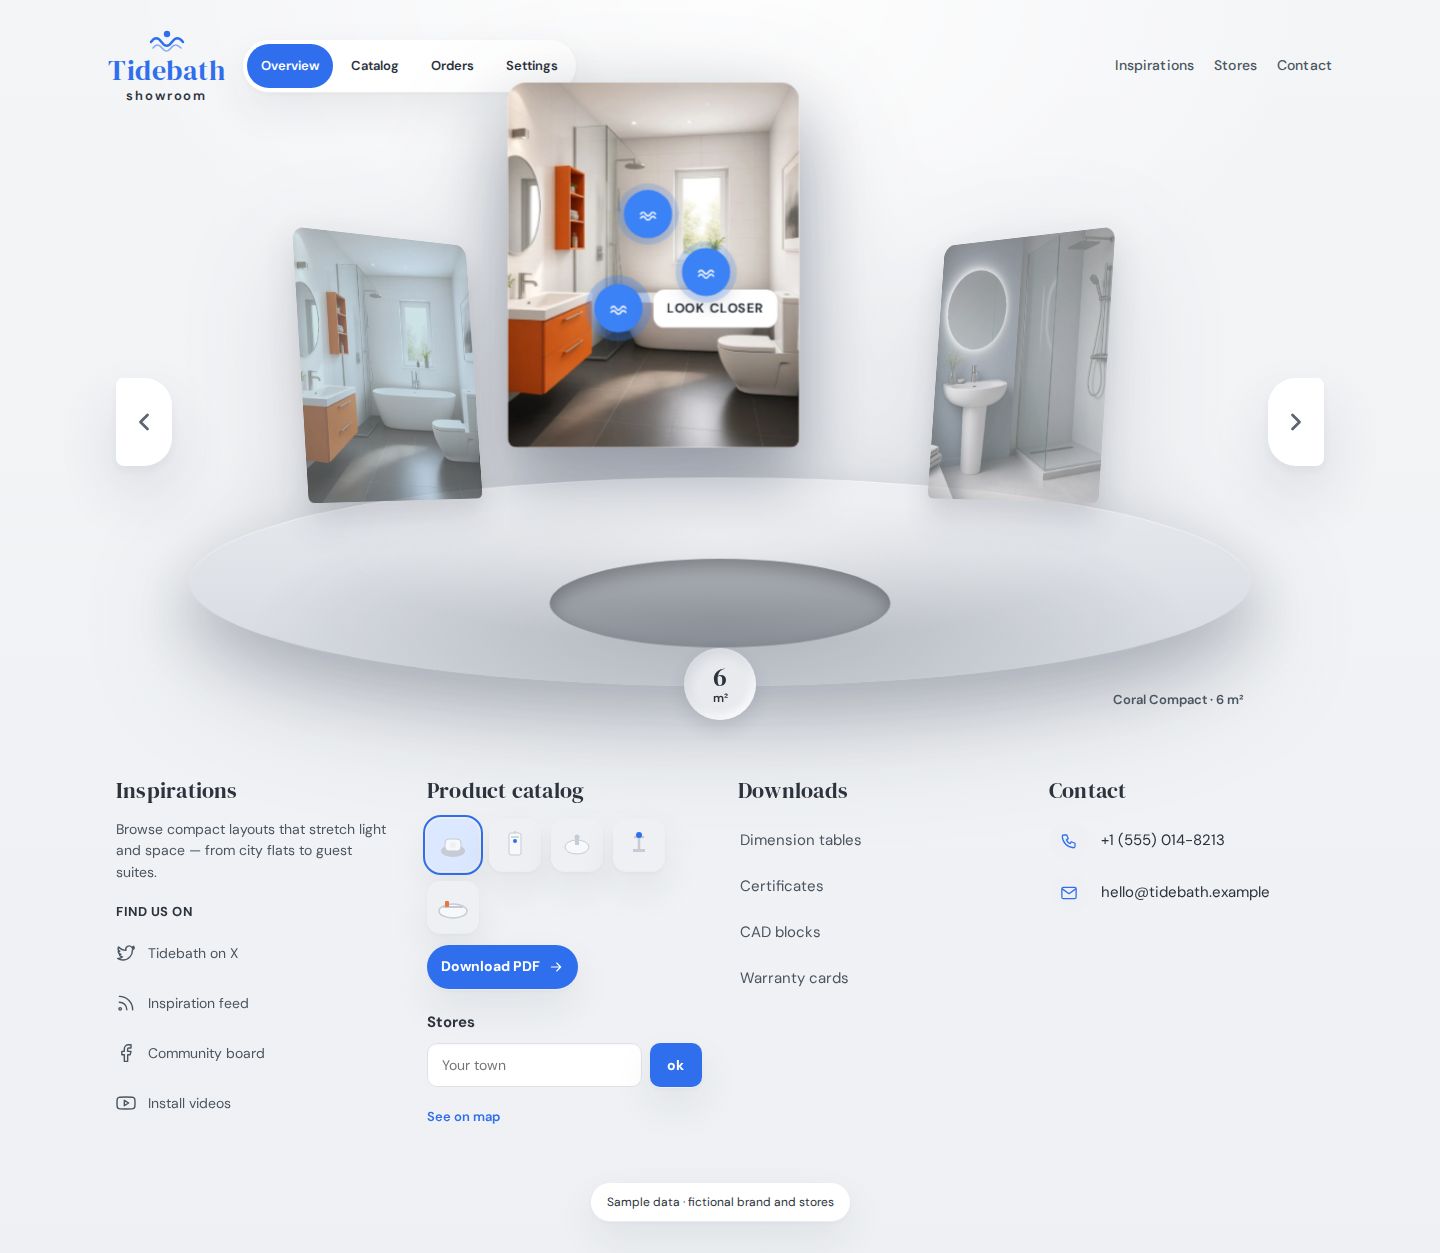 Tidebath
showroom
Overview
Catalog
Orders
Settings
Inspirations
Stores
Contact
LOOK CLOSER
6
m²
Coral Compact · 6 m²
Inspirations
Browse compact layouts that stretch light
and space — from city flats to guest
suites.
FIND US ON
Tidebath on X
Inspiration feed
Community board
Install videos
Product catalog
Download PDF
Stores
Your town
ok
See on map
Downloads
Dimension tables
Certificates
CAD blocks
Warranty cards
Contact
+1 (555) 014-8213
hello@tidebath.example
Sample data · fictional brand and stores